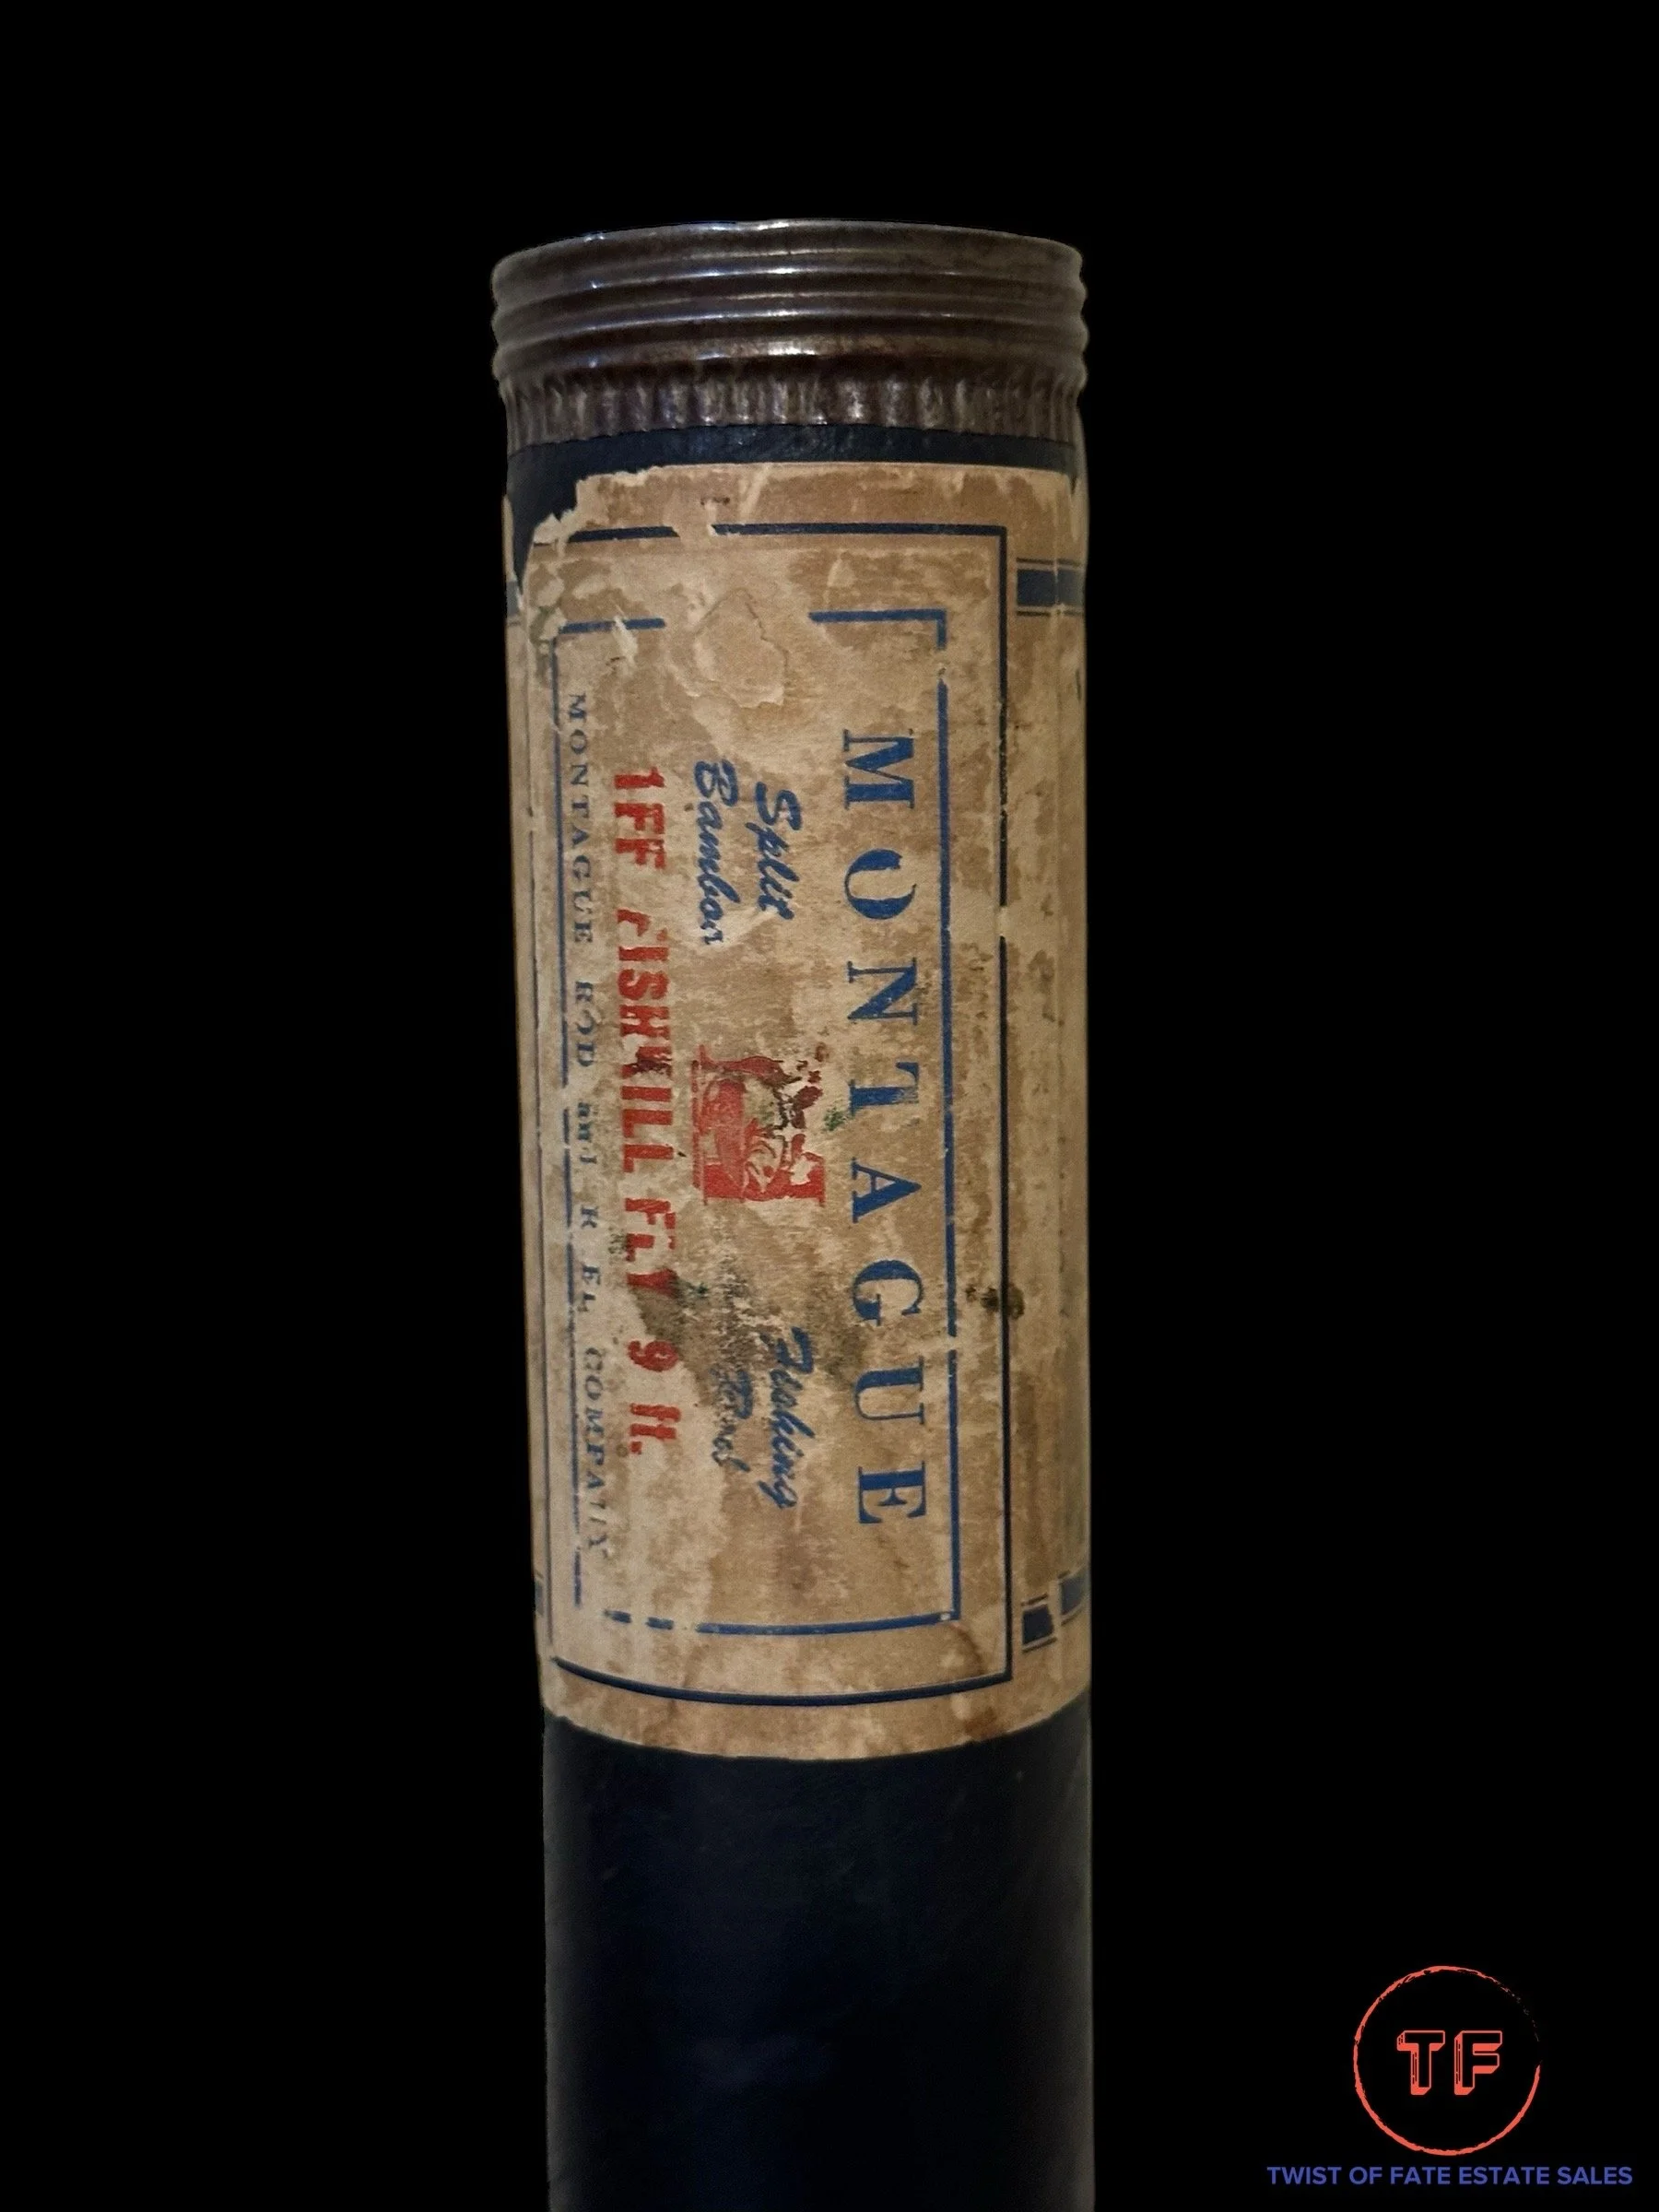 MONTAGUE
Split
Bamboo
Fishing
Rod
1FF FISHKILL FLY 9 ft.
MONTAGUE ROD and REEL COMPANY
TF
TWIST OF FATE ESTATE SALES